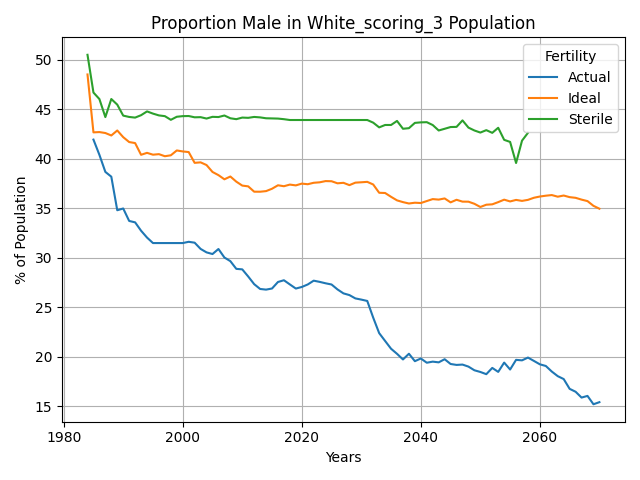 Proportion Male in White_scoring_3 Population
% of Population
50
45
40
35
30
25
20
15
1980
2000
2020
2040
2060
Years
Fertility
Actual
Ideal
Sterile